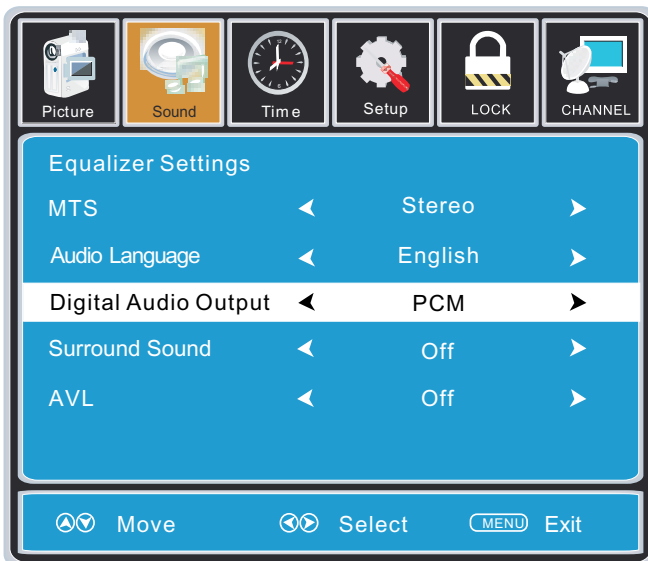 Picture Sound Time Setup LOCK CHANNEL
Equalizer Settings
MTS Stereo
Audio Language English
Digital Audio Output PCM
Surround Sound Off
AVL Off
Move Select MENU Exit